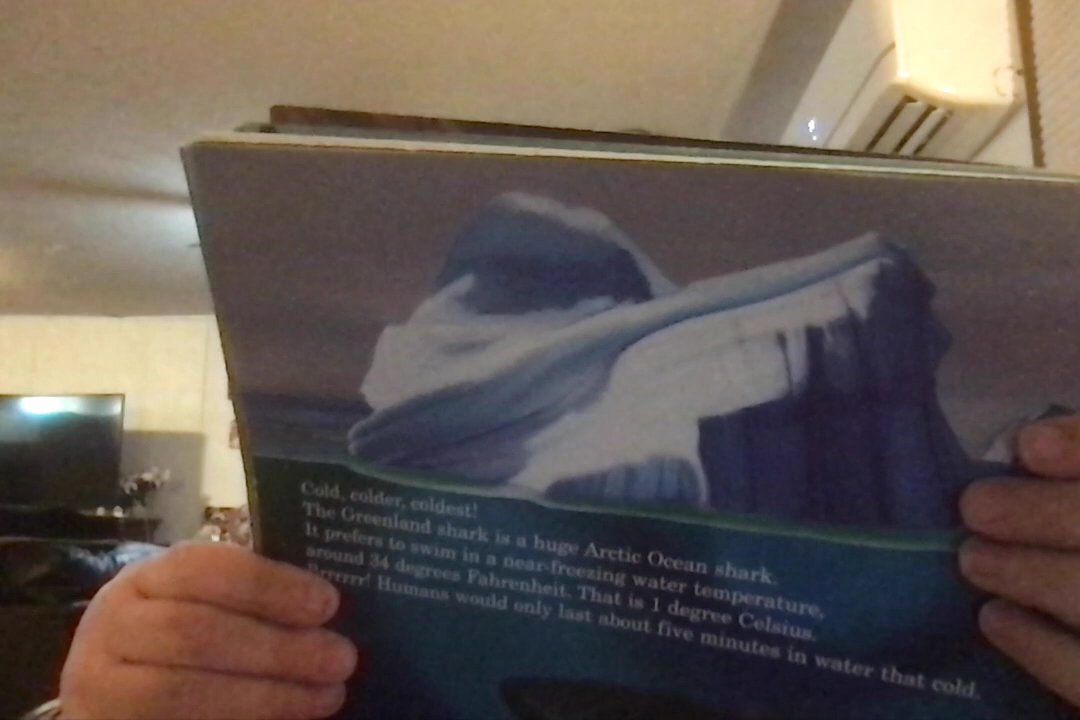 Cold, colder, coldest!
The Greenland shark is a huge Arctic Ocean shark.
It prefers to swim in a near-freezing water temperature,
around 34 degrees Fahrenheit. That is 1 degree Celsius.
Brrrrr! Humans would only last about five minutes in water that cold.